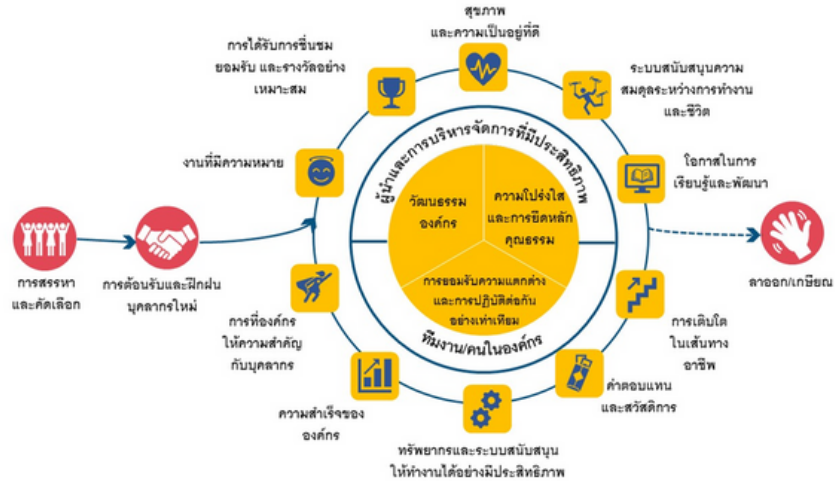 สุขภาพ
และความเป็นอยู่ที่ดี
การได้รับการชื่นชม
ยอมรับ และรางวัลอย่าง
เหมาะสม
ระบบสนับสนุนความ
สมดุลระหว่างการทำงาน
และชีวิต
งานที่มีความหมาย
โอกาสในการ
เรียนรู้และพัฒนา
ผู้นำและการบริหารจัดการที่มีประสิทธิภาพ
วัฒนธรรม
องค์กร
ความโปร่งใส
และการยึดหลัก
คุณธรรม
การยอมรับความแตกต่าง
และการปฏิบัติต่อกัน
อย่างเท่าเทียม
ทีมงาน/คนในองค์กร
การสรรหา
และคัดเลือก
การต้อนรับและฝึกฝน
บุคลากรใหม่
ลาออก/เกษียณ
การที่องค์กร
ให้ความสำคัญ
กับบุคลากร
การเติบโต
ในเส้นทาง
อาชีพ
ความสำเร็จของ
องค์กร
ค่าตอบแทน
และสวัสดิการ
ทรัพยากรและระบบสนับสนุน
ให้ทำงานได้อย่างมีประสิทธิภาพ